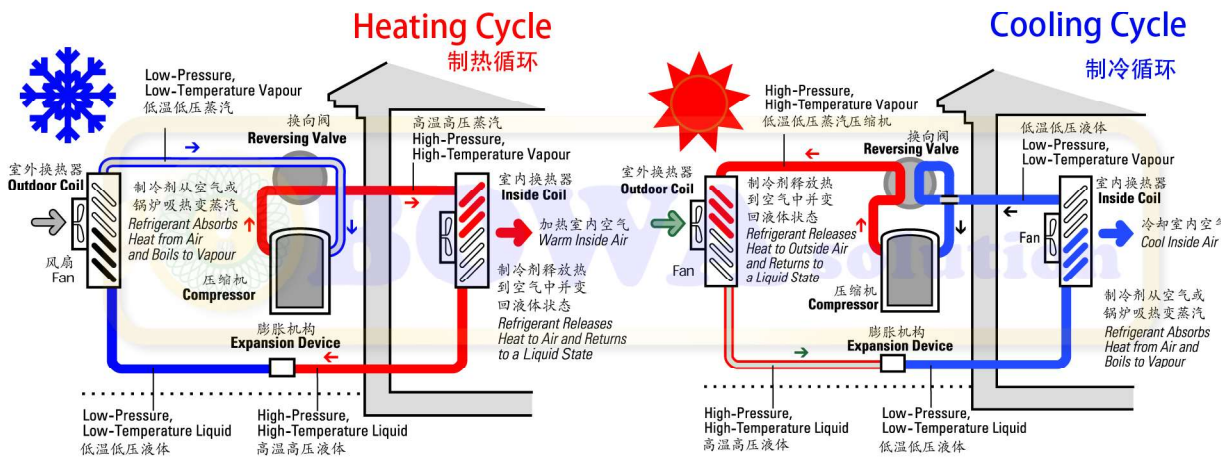 Heating Cycle
制热循环
Low-Pressure,
Low-Temperature Vapour
低温低压蒸汽
换向阀
Reversing Valve
高温高压蒸汽
High-Pressure,
High-Temperature Vapour
室外换热器
Outdoor Coil
制冷剂从空气或
锅炉吸热变蒸汽
Refrigerant Absorbs
Heat from Air
and Boils to Vapour
风扇
Fan
压缩机
Compressor
室内换热器
Inside Coil
加热室内空气
Warm Inside Air
制冷剂释放热
到空气中并变
回液体状态
Refrigerant Releases
Heat to Air and Returns
to a Liquid State
膨胀机构
Expansion Device
Low-Pressure,
Low-Temperature Liquid
低温低压液体
High-Pressure,
High-Temperature Liquid
高温高压液体
Cooling Cycle
制冷循环
High-Pressure,
High-Temperature Vapour
低温低压蒸汽压缩机
换向阀
Reversing Valve
低温低压液体
Low-Pressure,
Low-Temperature Vapour
室外换热器
Outdoor Coil
Fan
制冷剂释放热
到空气中并变
回液体状态
Refrigerant Releases
Heat to Outside Air
and Returns to
a Liquid State
压缩机
Compressor
室内换热器
Inside Coil
Fan
冷却室内空气
Cool Inside Air
制冷剂从空气或
锅炉吸热变蒸汽
Refrigerant Absorbs
Heat from Air and
Boils to Vapour
膨胀机构
Expansion Device
High-Pressure,
High-Temperature Liquid
高温高压液体
Low-Pressure,
Low-Temperature Liquid
低温低压液体